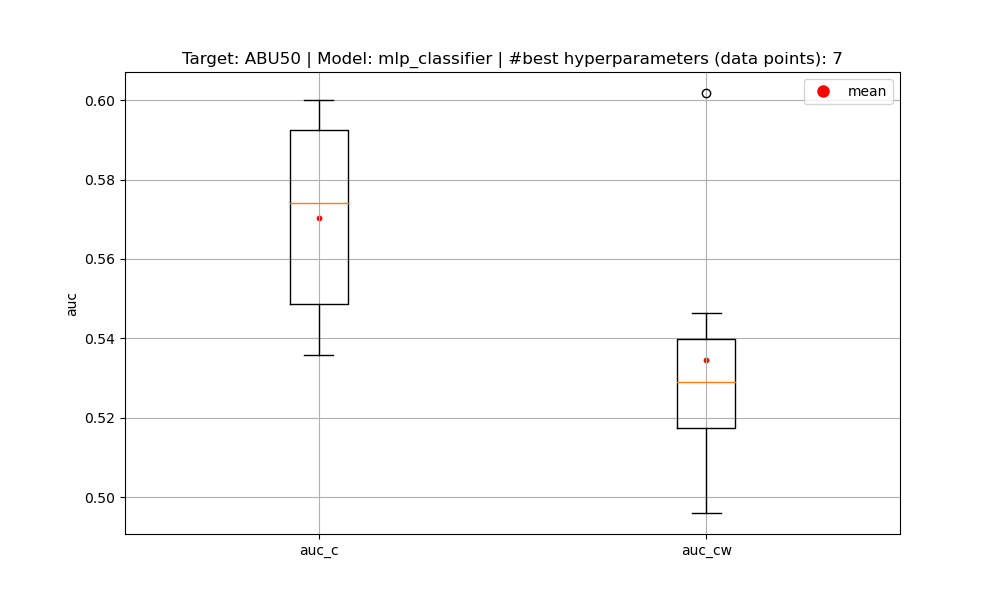 Target: ABU50 | Model: mlp_classifier | #best hyperparameters (data points): 7
mean
0.60
0.58
0.56
0.54
0.52
0.50
auc
auc_c
auc_cw